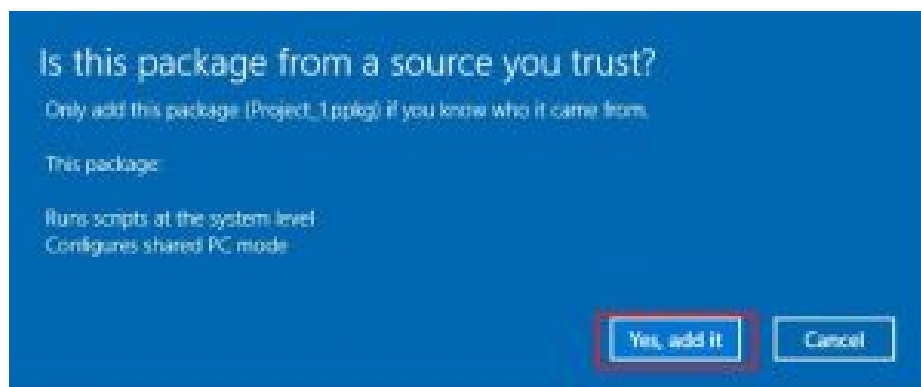 Is this package from a source you trust?
Only add this package (Project_1.ppkg) if you know who it came from.
This package:
Runs scripts at the system level
Configures shared PC mode
Yes, add it
Cancel